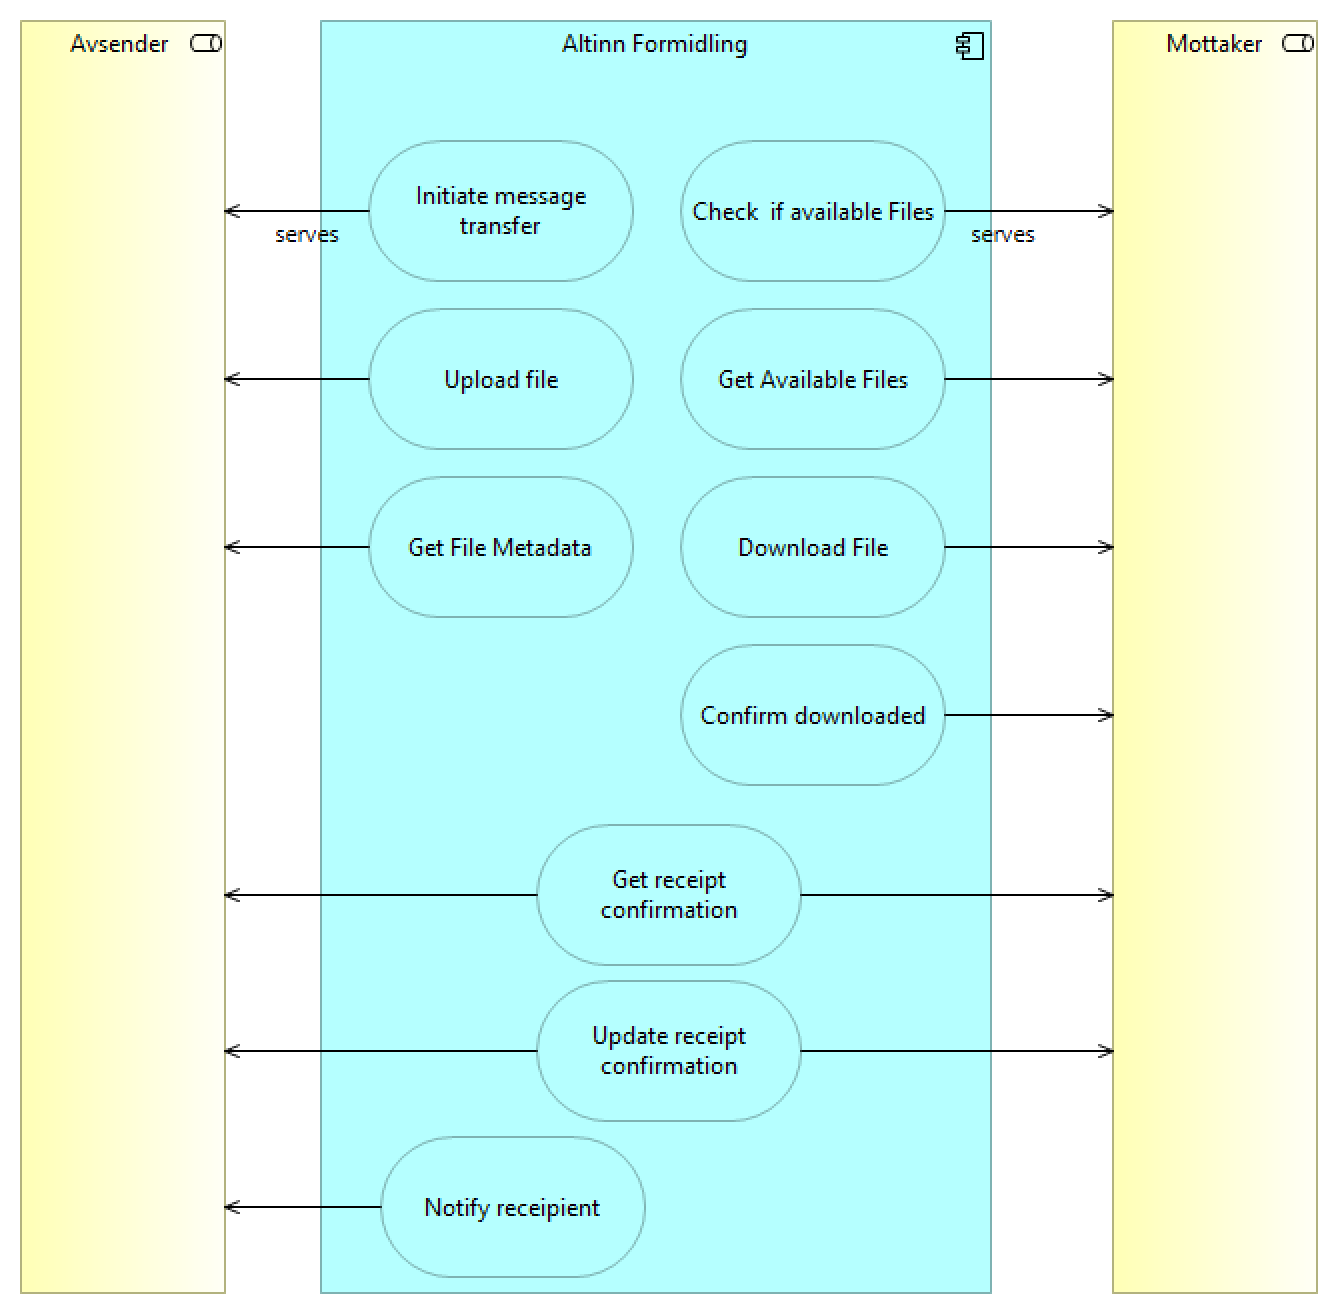 Avsender
Altinn Formidling
Mottaker
Initiate message
transfer
Check  if available Files
serves
serves
Upload file
Get Available Files
Get File Metadata
Download File
Confirm downloaded
Get receipt
confirmation
Update receipt
confirmation
Notify receipient